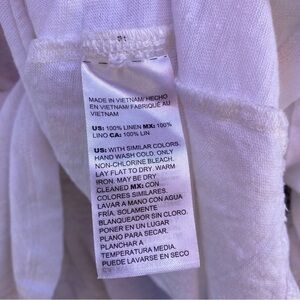 MADE IN VIETNAM/ HECHO
EN VIETNAM/ FABRIQUÉ AU
VIETNAM
US: 100% LINEN MX: 100%
LINO CA: 100% LIN
US: WITH SIMILAR COLORS.
HAND WASH COLD. ONLY
NON-CHLORINE BLEACH.
LAY FLAT TO DRY. WARM
IRON. MAY BE DRY
CLEANED MX: CON
COLORES SIMILARES.
LAVAR A MANO CON AGUA
FRÍA. SOLAMENTE
BLANQUEADOR SIN CLORO.
PONER EN UN LUGAR
PLANO PARA SECAR.
PLANCHAR A
TEMPERATURA MEDIA.
PUEDE LAVARSE EN SECO